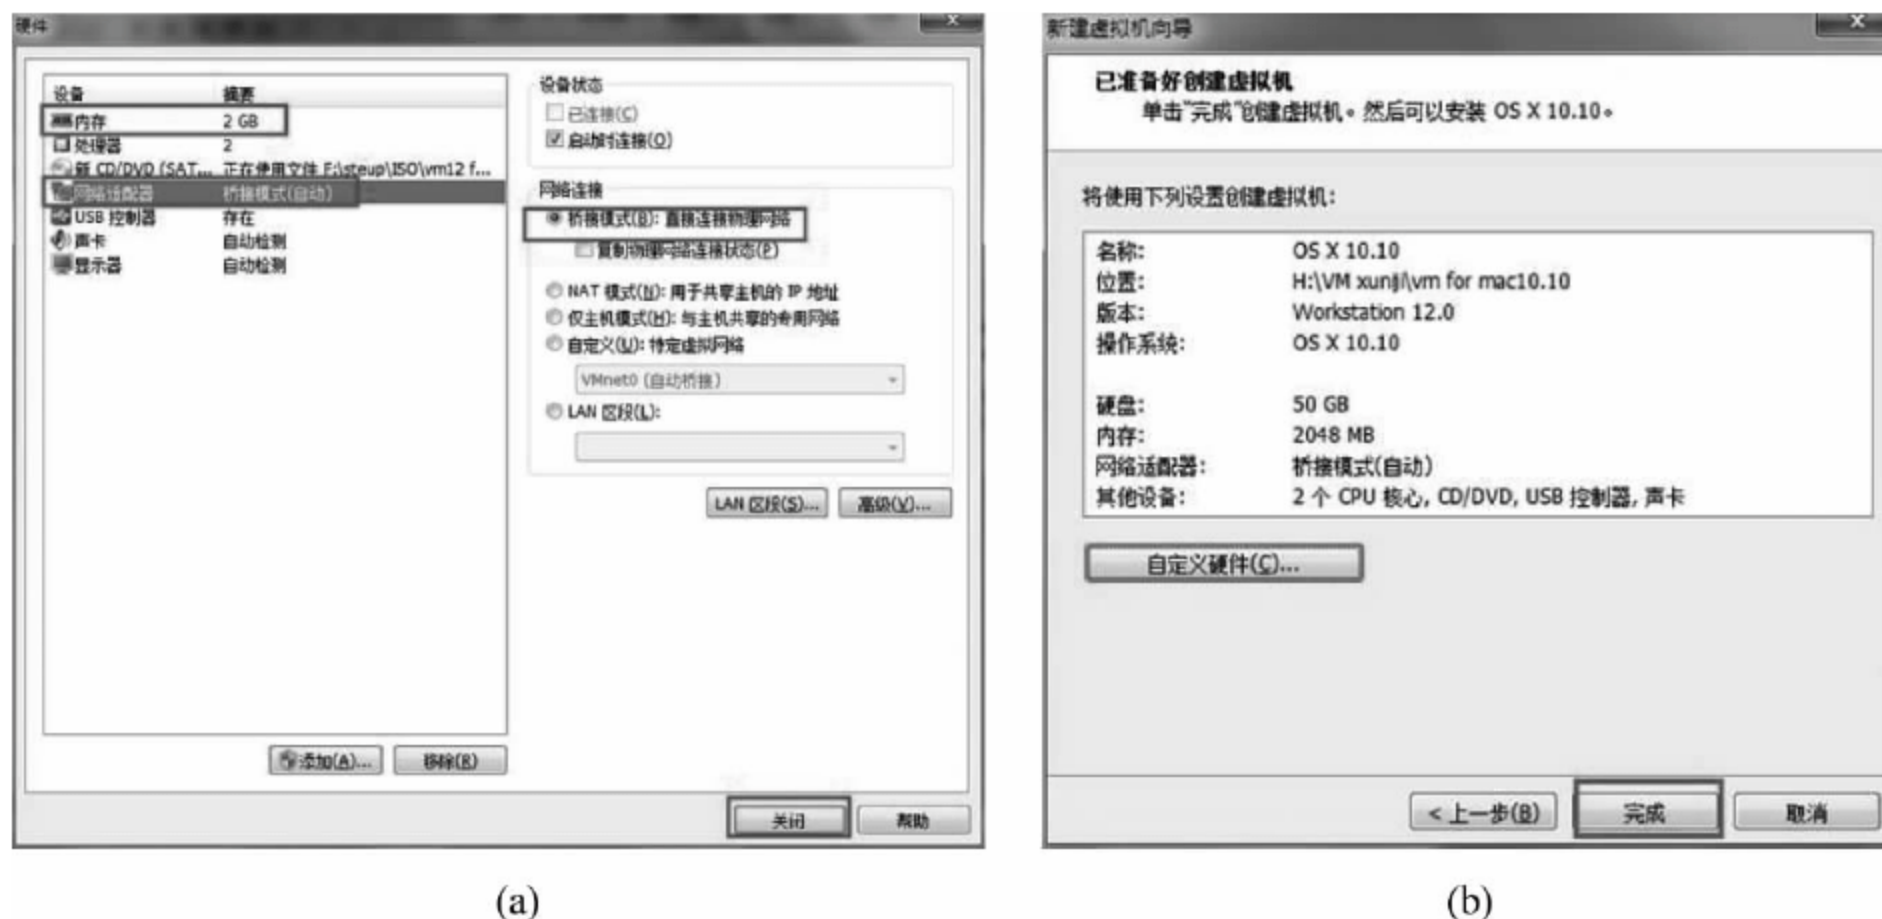 硬件
设备 摘要
内存 2 GB
处理器 2
新 CD/DVD (SAT... 正在使用文件 F:\steup\ISO\vm12 f...
网络适配器 桥接模式(自动)
USB 控制器 存在
声卡 自动检测
显示器 自动检测
添加(A)... 移除(R)
设备状态
已连接(C)
启动时连接(O)
网络连接
桥接模式(B): 直接连接物理网络
复制物理网络连接状态(P)
NAT 模式(N): 用于共享主机的 IP 地址
仅主机模式(H): 与主机共享的专用网络
自定义(U): 特定虚拟网络
VMnet0 (自动桥接)
LAN 区段(L):
LAN 区段(S)... 高级(V)...
关闭 帮助
(a)
新建虚拟机向导
已准备好创建虚拟机
单击"完成"创建虚拟机。然后可以安装 OS X 10.10。
将使用下列设置创建虚拟机:
名称: OS X 10.10
位置: H:\VM xunji\vm for mac10.10
版本: Workstation 12.0
操作系统: OS X 10.10
硬盘: 50 GB
内存: 2048 MB
网络适配器: 桥接模式(自动)
其他设备: 2 个 CPU 核心, CD/DVD, USB 控制器, 声卡
自定义硬件(C)...
< 上一步(B) 完成 取消
(b)